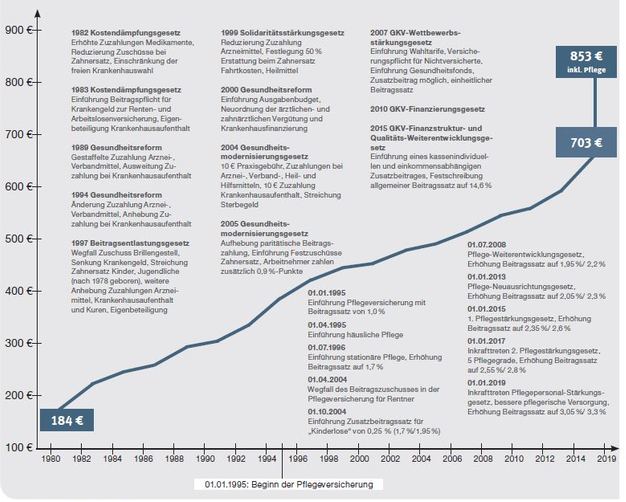 900 €
800 €
700 €
600 €
500 €
400 €
300 €
200 €
100 €
1982 Kostendämpfungsgesetz
Erhöhte Zuzahlungen Medikamente,
Reduzierung Zuschüsse bei
Zahnersatz, Einschränkung der
freien Krankenhauswahl
1983 Kostendämpfungsgesetz
Einführung Beitragspflicht für
Krankengeld zur Renten- und
Arbeitslosenversicherung, Eigen-
beteiligung Krankenhausaufenthalt
1989 Gesundheitsreform
Gestaffelte Zuzahlung Arznei-,
Verbandmittel, Ausweitung Zu-
zahlung bei Krankenhausaufenthalt
1994 Gesundheitsreform
Änderung Zuzahlung Arznei-,
Verbandmittel, Anhebung Zu-
zahlung bei Krankenhausaufenthalt
1997 Beitragsentlastungsgesetz
Wegfall Zuschuss Brillengestell,
Senkung Krankengeld, Streichung
Zahnersatz Kinder, Jugendliche
(nach 1978 geboren), weitere
Anhebung Zuzahlungen Arznei-
mittel, Krankenhausaufenthalt
und Kuren, Eigenbeteiligung
1999 Solidaritätsstärkungsgesetz
Reduzierung Zuzahlung
Arzneimittel, Festlegung 50 %
Erstattung beim Zahnersatz
Fahrtkosten, Heilmittel
2000 Gesundheitsreform
Einführung Ausgabenbudget,
Neuordnung der ärztlichen- und
zahnärztlichen Vergütung und
Krankenhausfinanzierung
2004 Gesundheits-
modernisierungsgesetz
10 € Praxisgebühr, Zuzahlungen bei
Arznei-, Verband-, Heil- und
Hilfsmitteln, 10 € Zuzahlung
Krankenhausaufenthalt, Streichung
Sterbegeld
2005 Gesundheits-
modernisierungsgesetz
Aufhebung paritätische Beitrags-
zahlung, Einführung Festzuschüsse
Zahnersatz, Arbeitnehmer zahlen
zusätzlich 0,9 %-Punkte
2007 GKV-Wettbewerbs-
stärkungsgesetz
Einführung Wahltarife, Versiche-
rungspflicht für Nichtversicherte,
Einführung Gesundheitsfonds,
Zusatzbeitrag möglich, einheitlicher
Beitragssatz
2010 GKV-Finanzierungsgesetz
2015 GKV-Finanzstruktur- und
Qualitäts-Weiterentwicklungsge-
setz
Einführung eines kassenindividuel-
len und einkommensabhängigen
Zusatzbeitrages, Festschreibung
allgemeiner Beitragssatz auf 14,6 %
853 €
inkl. Pflege
703 €
184 €
01.01.1995
Einführung Pflegeversicherung mit
Beitragssatz von 1,0 %
01.04.1995
Einführung häusliche Pflege
01.07.1996
Einführung stationäre Pflege, Erhöhung
Beitragssatz auf 1,7 %
01.04.2004
Wegfall des Beitragszuschusses in der
Pflegeversicherung für Rentner
01.10.2004
Einführung Zusatzbeitragssatz für
„Kinderlose“ von 0,25 % (1,7 %/1,95 %)
01.07.2008
Pflege-Weiterentwicklungsgesetz,
Erhöhung Beitragssatz auf 1,95 %/ 2,2 %
01.01.2013
Pflege-Neuausrichtungsgesetz,
Erhöhung Beitragssatz auf 2,05 %/ 2,3 %
01.01.2015
1. Pflegestärkungsgesetz, Erhöhung
Beitragssatz auf 2,35 %/ 2,6 %
01.01.2017
Inkrafttreten 2. Pflegestärkungsgesetz,
5 Pflegegrade, Erhöhung Beitragssatz
auf 2,55 %/ 2,8 %
01.01.2019
Inkrafttreten Pflegepersonal-Stärkungs-
gesetz, bessere pflegerische Versorgung,
Erhöhung Beitragssatz auf 3,05 %/ 3,3 %
1980 1982 1984 1986 1988 1990 1992 1994 1996 1998 2000 2002 2004 2006 2008 2010 2012 2014 2016 2019
01.01.1995: Beginn der Pflegeversicherung